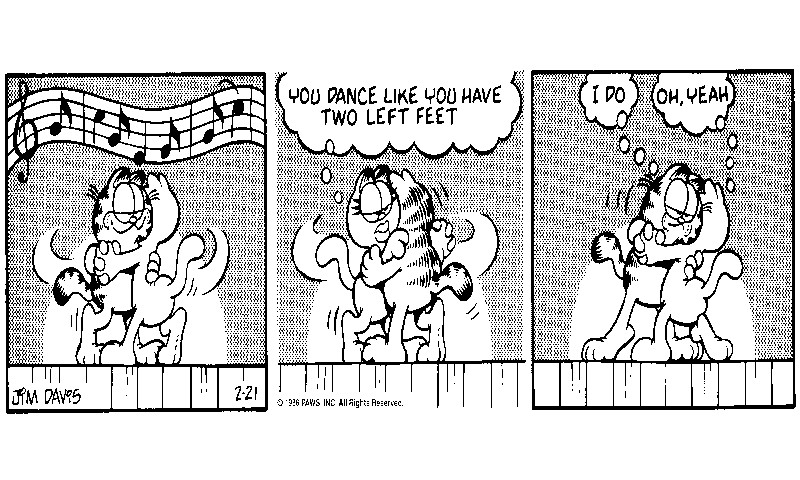 JIM DAVIS
2-21
YOU DANCE LIKE YOU HAVE
TWO LEFT FEET
© 1986 PAWS, INC. All Rights Reserved.
I DO
OH, YEAH